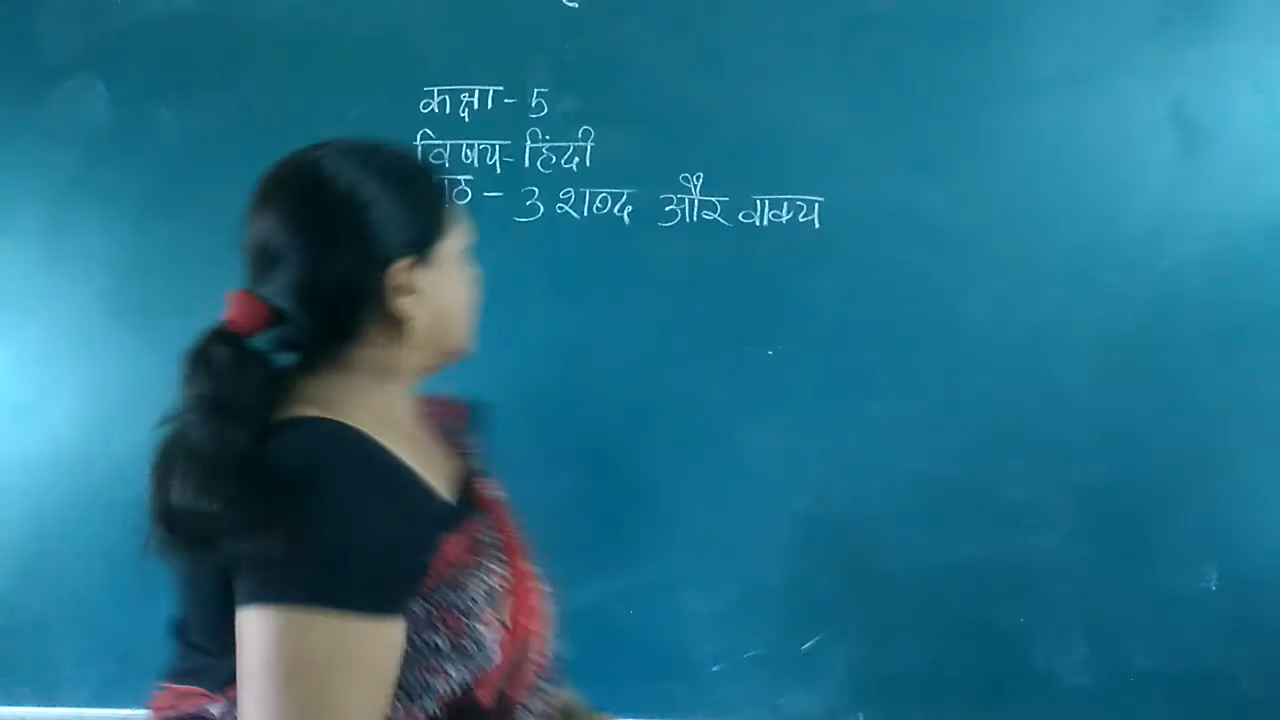 कक्षा - 5
विषय - हिंदी
- 3 शब्द और वाक्य